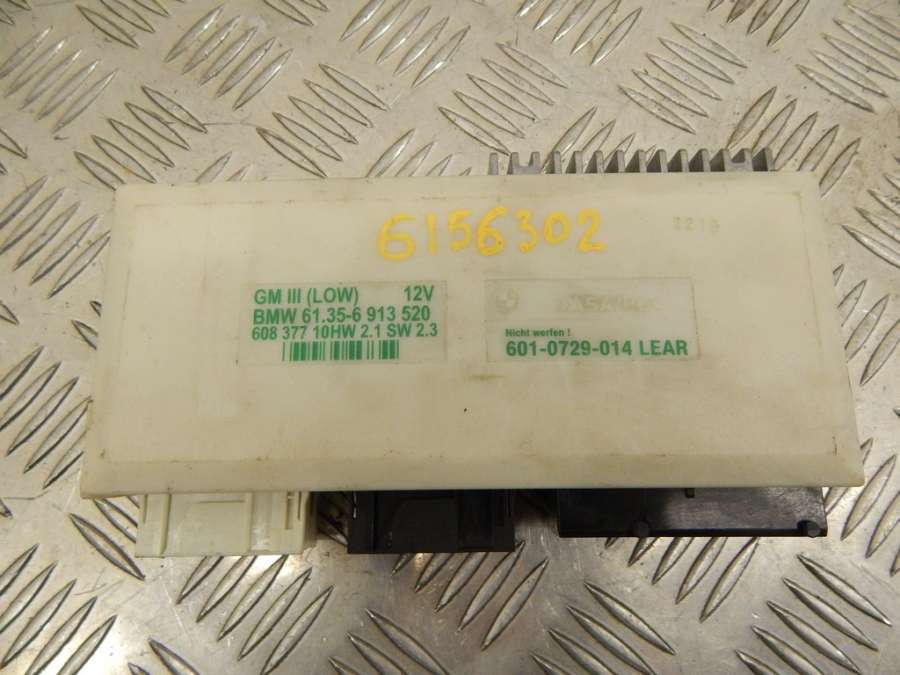 6156302
GM III (LOW) 12V
BMW 61.35-6 913 520
608 377 10HW 2.1 SW 2.3
Nicht werfen !
601-0729-014 LEAR